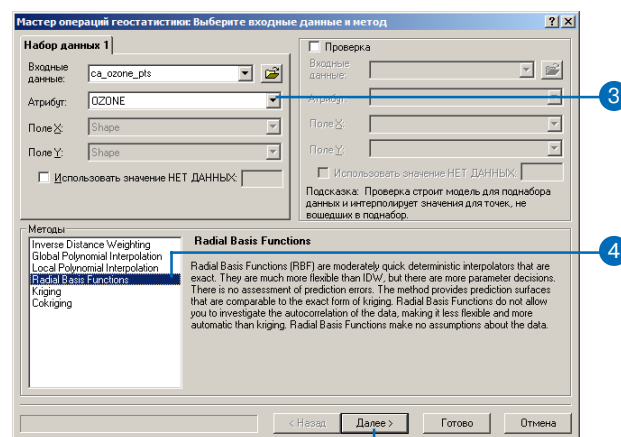 Мастер операций геостатистики: Выберите входные данные и метод
Набор данных 1
Входные данные:
ca_ozone_pts
Атрибут:
OZONE
Поле X:
Shape
Поле Y:
Shape
Использовать значение НЕТ ДАННЫХ:
Проверка
Входные данные:
Атрибут:
Поле X:
Поле Y:
Использовать значение НЕТ ДАННЫХ:
Подсказка: Проверка строит модель для поднабора
данных и интерполирует значения для точек, не
вошедших в поднабор.
3
Методы
Inverse Distance Weighting
Global Polynomial Interpolation
Local Polynomial Interpolation
Radial Basis Functions
Kriging
Cokriging
Radial Basis Functions
Radial Basis Functions (RBF) are moderately quick deterministic interpolators that are
exact. They are much more flexible than IDW, but there are more parameter decisions.
There is no assessment of prediction errors. The method provides prediction surfaces
that are comparable to the exact form of kriging. Radial Basis Functions do not allow
you to investigate the autocorrelation of the data, making it less flexible and more
automatic than kriging. Radial Basis Functions make no assumptions about the data.
4
< Назад
Далее >
Готово
Отмена